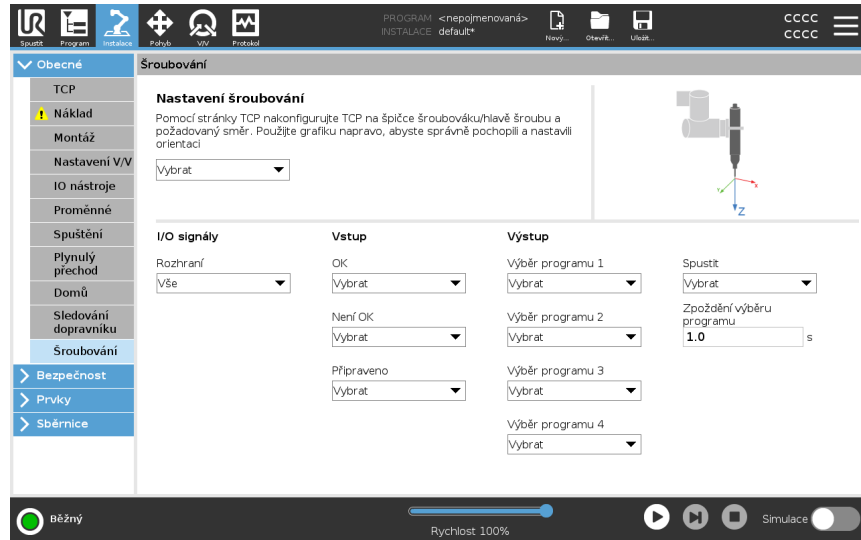 PROGRAM <nepojmenovaná>
INSTALACE default*
CCCC
CCCC
Spustit Program Instalace Pohyb V/V Protokol Nový... Otevřít... Uložit...
Obecné
Šroubování
TCP
Náklad
Montáž
Nastavení V/V
IO nástroje
Proměnné
Spuštění
Plynulý
přechod
Domů
Sledování
dopravníku
Šroubování
Bezpečnost
Prvky
Sběrnice
Nastavení šroubování
Pomocí stránky TCP nakonfigurujte TCP na špičce šroubováku/hlavě šroubu a
požadovaný směr. Použijte grafiku napravo, abyste správně pochopili a nastavili
orientaci
Vybrat
Y
X
Z
I/O signály
Rozhraní
Vše
Vstup
OK
Vybrat
Není OK
Vybrat
Připraveno
Vybrat
Výstup
Výběr programu 1
Vybrat
Výběr programu 2
Vybrat
Výběr programu 3
Vybrat
Výběr programu 4
Vybrat
Spustit
Vybrat
Zpoždění výběru
programu
1.0 s
Běžný
Rychlost 100%
Simulace